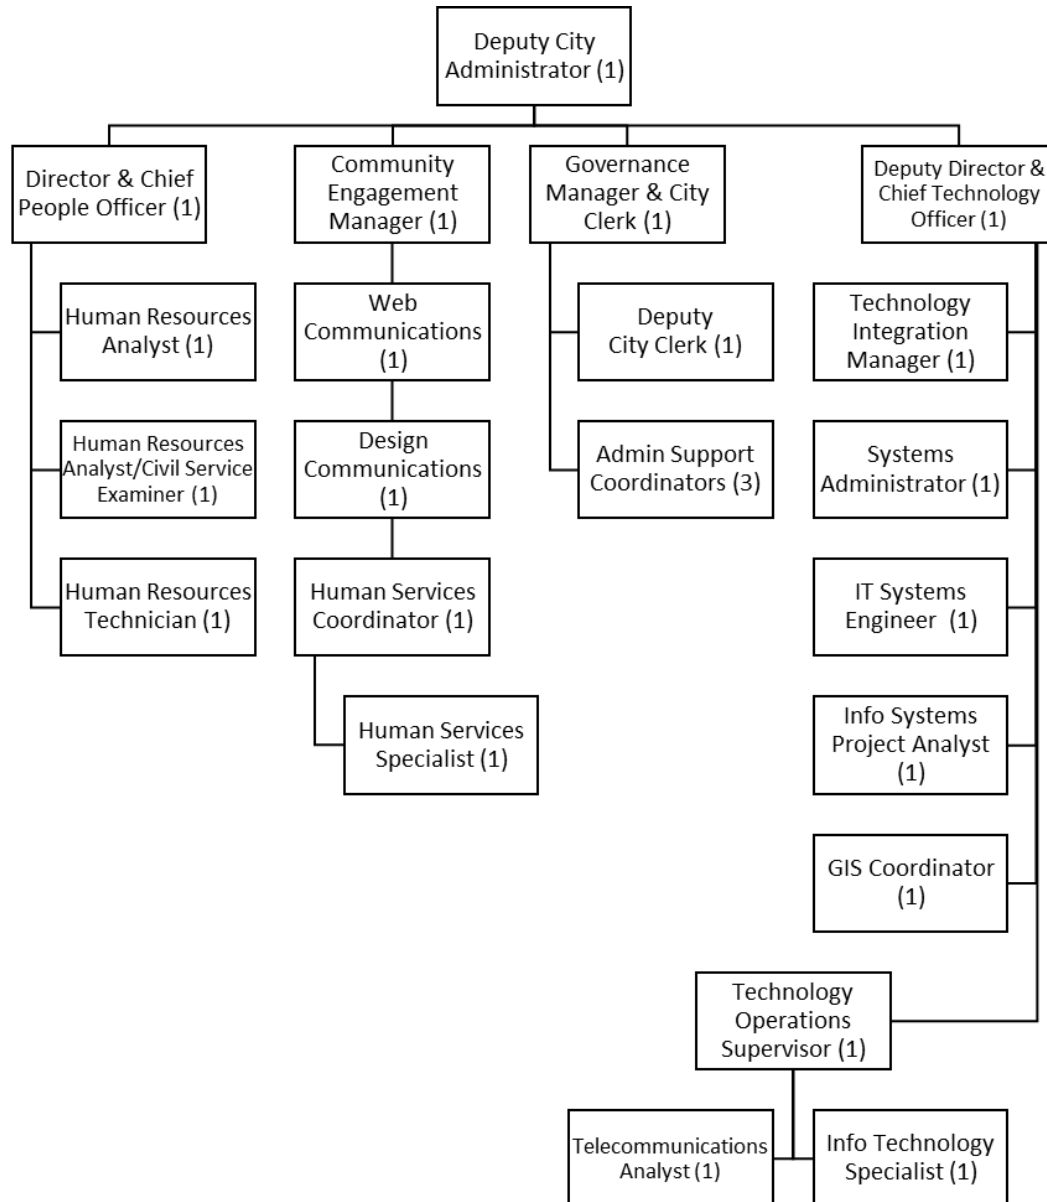 Deputy City
Administrator (1)
Director & Chief
People Officer (1)
Community
Engagement
Manager (1)
Governance
Manager & City
Clerk (1)
Deputy Director &
Chief Technology
Officer (1)
Human Resources
Analyst (1)
Web
Communications
(1)
Deputy
City Clerk (1)
Technology
Integration
Manager (1)
Human Resources
Analyst/Civil Service
Examiner (1)
Design
Communications
(1)
Admin Support
Coordinators (3)
Systems
Administrator (1)
Human Resources
Technician (1)
Human Services
Coordinator (1)
IT Systems
Engineer (1)
Human Services
Specialist (1)
Info Systems
Project Analyst
(1)
GIS Coordinator
(1)
Technology
Operations
Supervisor (1)
Telecommunications
Analyst (1)
Info Technology
Specialist (1)